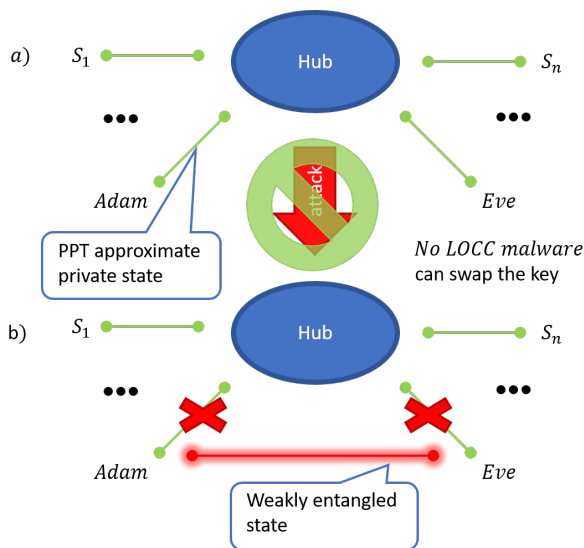 a)
S₁
Hub
Sₙ
•••
•••
Adam
attack
Eve
PPT approximate
private state
No LOCC malware
can swap the key
b)
S₁
Hub
Sₙ
•••
•••
Adam
Eve
Weakly entangled
state